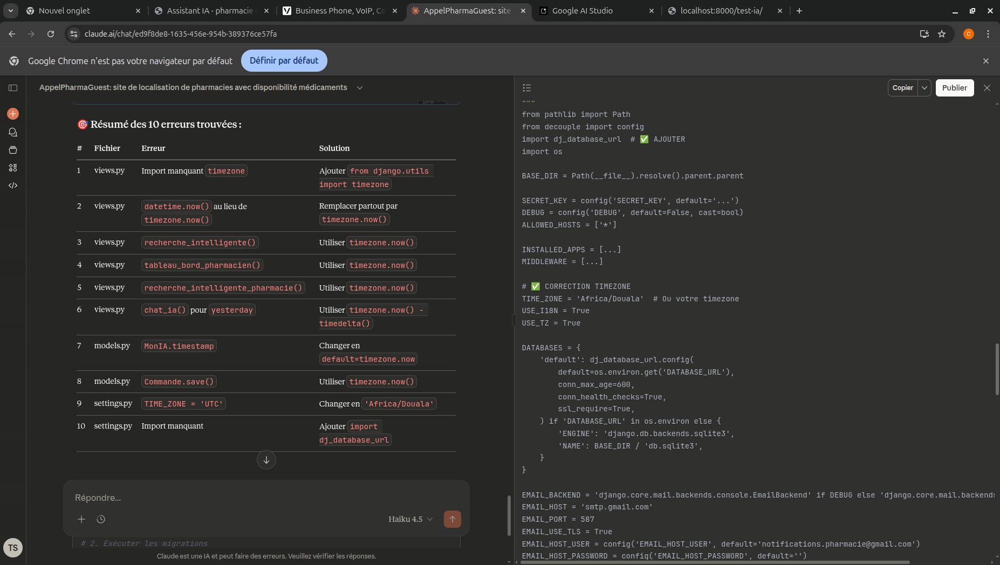 Nouvel onglet
Assistant IA - pharmacie
Business Phone, VoIP, Co
AppelPharmaGuest: site
Google AI Studio
localhost:8000/test-ia/
claude.ai/chat/ed9f8de8-1635-456e-954b-389376ce57fa
C
Google Chrome n'est pas votre navigateur par défaut
Définir par défaut
AppelPharmaGuest: site de localisation de pharmacies avec disponibilité médicaments
🎯 Résumé des 10 erreurs trouvées :
# Fichier Erreur Solution
1 views.py Import manquant timezone Ajouter from django.utils
import timezone
2 views.py datetime.now() au lieu de Remplacer partout par
timezone.now() timezone.now()
3 views.py recherche_intelligente() Utiliser timezone.now()
4 views.py tableau_bord_pharmacien() Utiliser timezone.now()
5 views.py recherche_intelligente_pharmacie() Utiliser timezone.now()
6 views.py chat_ia() pour yesterday Utiliser timezone.now() -
timedelta()
7 models.py MonIA.timestamp Changer en
default=timezone.now
8 models.py Commande.save() Utiliser timezone.now()
9 settings.py TIME_ZONE = 'UTC' Changer en 'Africa/Douala'
10 settings.py Import manquant Ajouter import
dj_database_url
Répondre...
Haiku 4.5
# 2. Exécuter les migrations
TS
Claude est une IA et peut faire des erreurs. Veuillez vérifier les réponses.
Copier
Publier
"""
from pathlib import Path
from decouple import config
import dj_database_url  # ✅ AJOUTER
import os
BASE_DIR = Path(__file__).resolve().parent.parent
SECRET_KEY = config('SECRET_KEY', default='...')
DEBUG = config('DEBUG', default=False, cast=bool)
ALLOWED_HOSTS = ['*']
INSTALLED_APPS = [...]
MIDDLEWARE = [...]
# ✅ CORRECTION TIMEZONE
TIME_ZONE = 'Africa/Douala'  # Ou votre timezone
USE_I18N = True
USE_TZ = True
DATABASES = {
'default': dj_database_url.config(
default=os.environ.get('DATABASE_URL'),
conn_max_age=600,
conn_health_checks=True,
ssl_require=True,
) if 'DATABASE_URL' in os.environ else {
'ENGINE': 'django.db.backends.sqlite3',
'NAME': BASE_DIR / 'db.sqlite3',
}
}
EMAIL_BACKEND = 'django.core.mail.backends.console.EmailBackend' if DEBUG else 'django.core.mail.backends
EMAIL_HOST = 'smtp.gmail.com'
EMAIL_PORT = 587
EMAIL_USE_TLS = True
EMAIL_HOST_USER = config('EMAIL_HOST_USER', default='notifications.pharmacie@gmail.com')
EMAIL_HOST_PASSWORD = config('EMAIL_HOST_PASSWORD', default='')